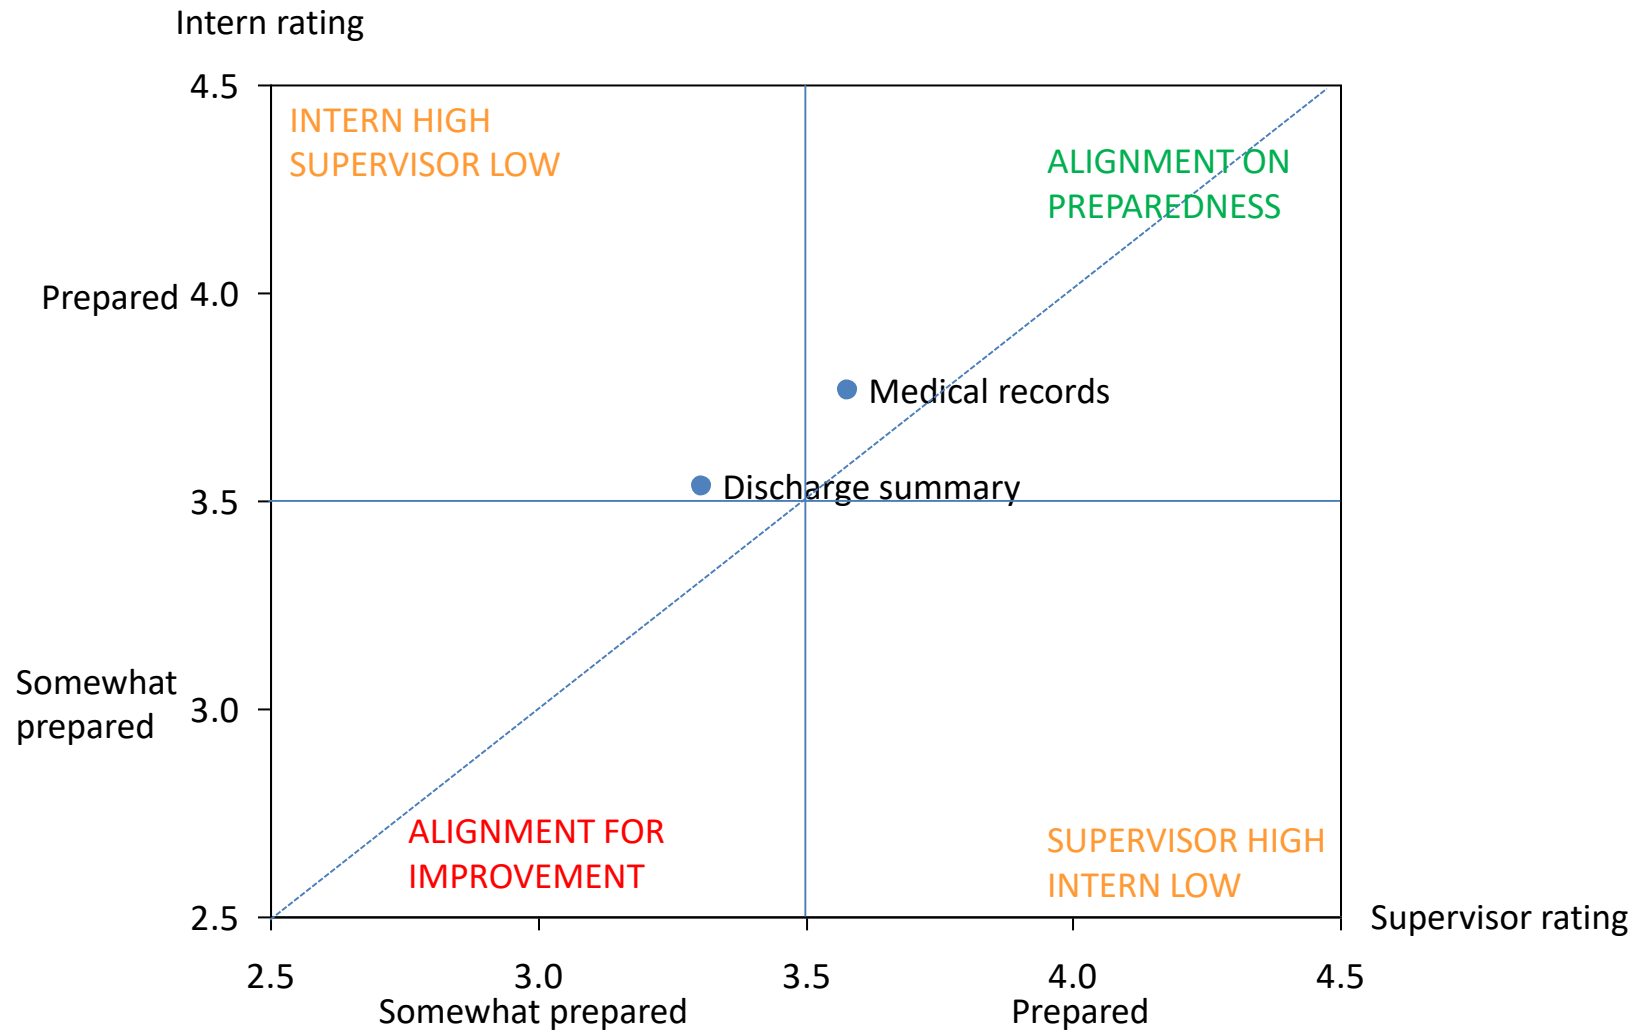 Intern rating
4.5
INTERN HIGH
SUPERVISOR LOW
ALIGNMENT ON
PREPAREDNESS
Prepared
4.0
Medical records
Discharge summary
3.5
Somewhat
prepared
3.0
ALIGNMENT FOR
IMPROVEMENT
SUPERVISOR HIGH
INTERN LOW
2.5
Supervisor rating
2.5 3.0 3.5 4.0 4.5
Somewhat prepared Prepared